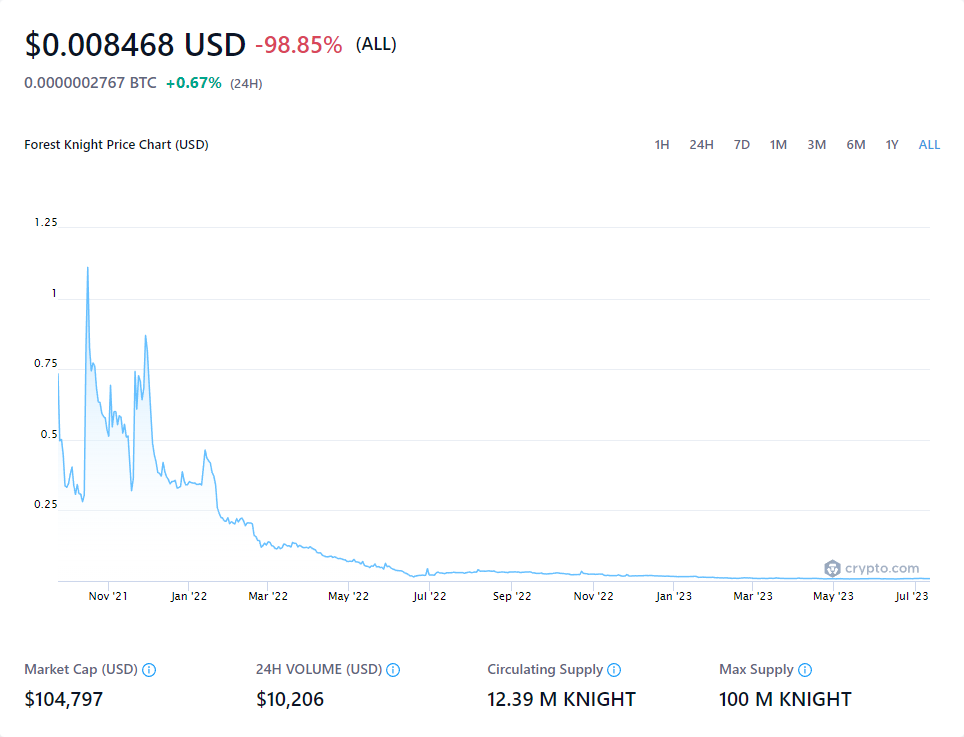 $0.008468 USD -98.85% (ALL)
0.0000002767 BTC +0.67% (24H)
Forest Knight Price Chart (USD) 1H 24H 7D 1M 3M 6M 1Y ALL
1.25
1
0.75
0.5
0.25
crypto.com
Nov '21 Jan '22 Mar '22 May '22 Jul '22 Sep '22 Nov '22 Jan '23 Mar '23 May '23 Jul '23
Market Cap (USD) 24H VOLUME (USD) Circulating Supply Max Supply
$104,797 $10,206 12.39 M KNIGHT 100 M KNIGHT